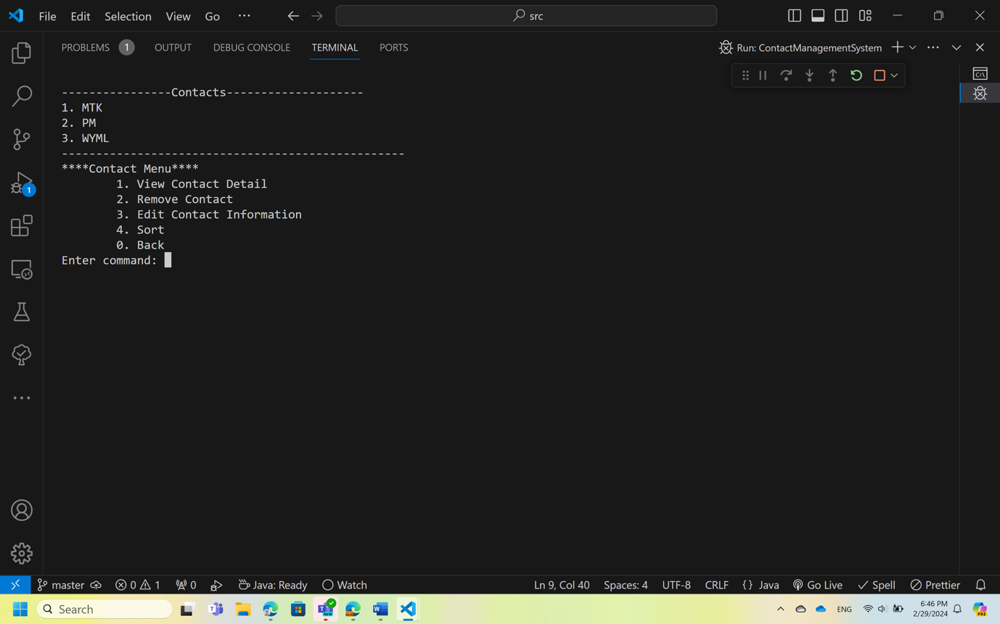 File Edit Selection View Go ··· src
PROBLEMS 1 OUTPUT DEBUG CONSOLE TERMINAL PORTS Run: ContactManagementSystem
----------------Contacts--------------------
1. MTK
2. PM
3. WYML
--------------------------------------------------
****Contact Menu****
1. View Contact Detail
2. Remove Contact
3. Edit Contact Information
4. Sort
0. Back
Enter command:
1
master 0 1 0 Java: Ready Watch Ln 9, Col 40 Spaces: 4 UTF-8 CRLF {} Java Go Live Spell Prettier
Search NEW ENG 6:46 PM
2/29/2024
PRE